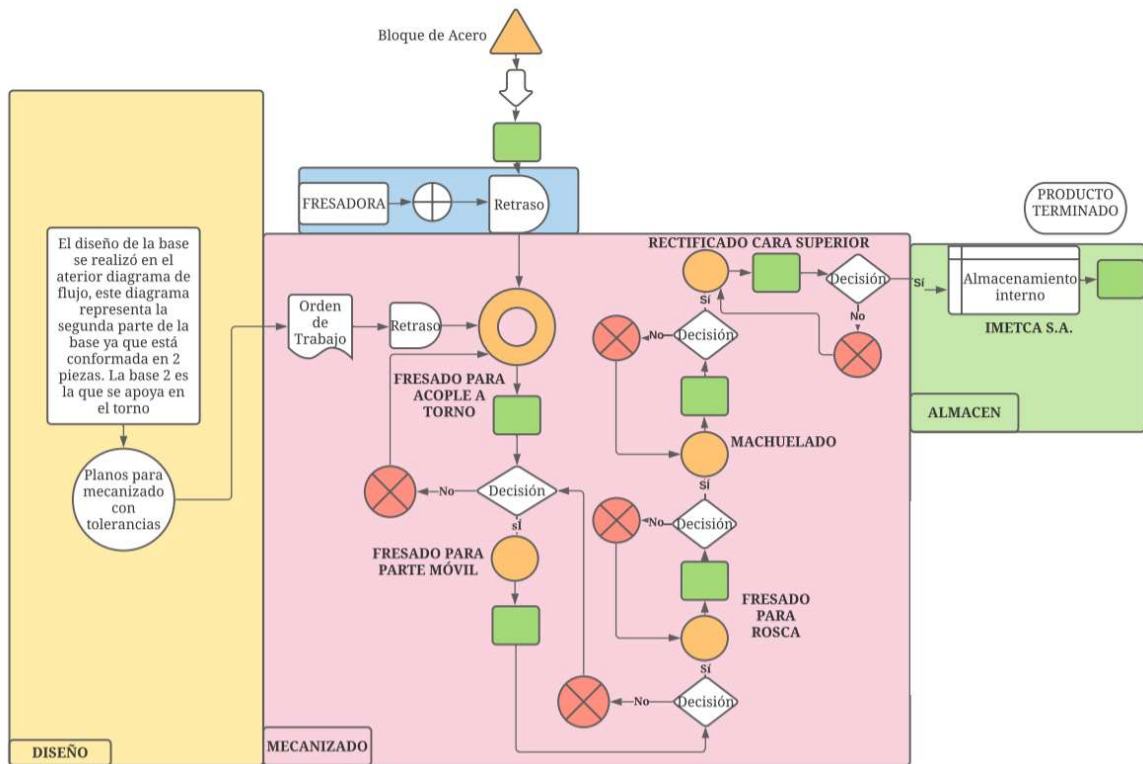 Bloque de Acero
FRESADORA
Retraso
PRODUCTO
TERMINADO
El diseño de la base
se realizó en el
aterior diagrama de
flujo, este diagrama
representa la
segunda parte de la
base ya que está
conformada en 2
piezas. La base 2 es
la que se apoya en
el torno
Planos para
mecanizado
con
tolerancias
DISEÑO
Orden
de
Trabajo
Retraso
FRESADO PARA
ACOPLE A
TORNO
Decisión
No
sÍ
FRESADO PARA
PARTE MÓVIL
Decisión
No
Sí
FRESADO
PARA
ROSCA
Decisión
No
SÍ
MACHUELADO
Decisión
No
Sí
RECTIFICADO CARA SUPERIOR
Decisión
No
Sí
MECANIZADO
Almacenamiento
interno
IMETCA S.A.
ALMACEN